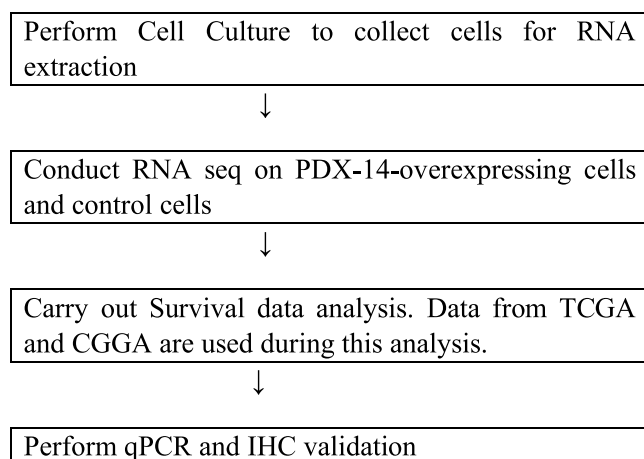 Perform Cell Culture to collect cells for RNA
extraction
↓
Conduct RNA seq on PDX-14-overexpressing cells
and control cells
↓
Carry out Survival data analysis. Data from TCGA
and CGGA are used during this analysis.
↓
Perform qPCR and IHC validation